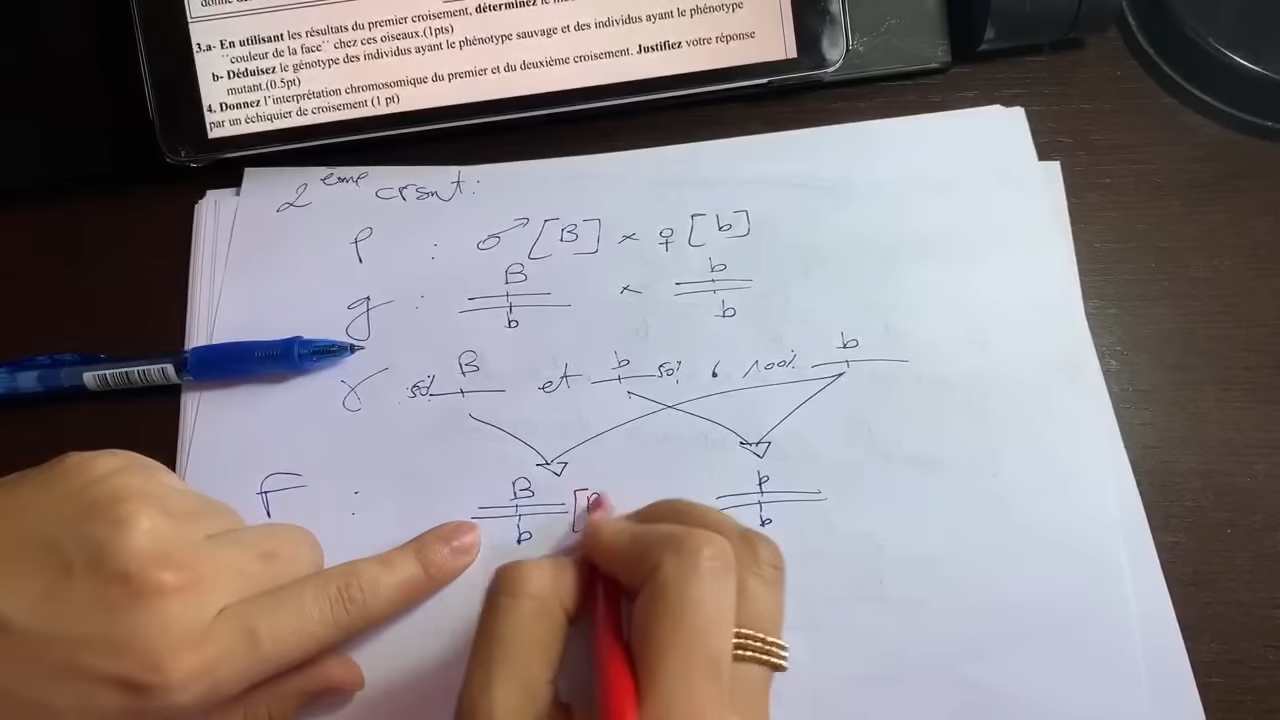 3.a- En utilisant les résultats du premier croisement, déterminez le
''couleur de la face'' chez ces oiseaux.(1pts)
b- Déduisez le génotype des individus ayant le phénotype sauvage et des individus ayant le phénotype
mutant.(0.5pt)
4. Donnez l'interprétation chromosomique du premier et du deuxième croisement. Justifiez votre réponse
par un échiquier de croisement (1 pt)
2ème crsmt:
P : ♂ [B] × ♀ [b]
B b
g : ×
b b
γ 50% B et b 50% 6 100% b
F : B [B b
b b